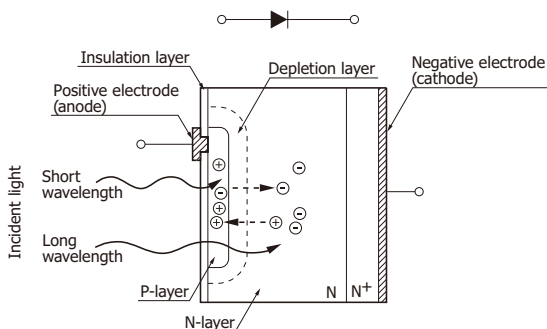 Insulation layer
Depletion layer
Negative electrode
(cathode)
Positive electrode
(anode)
Incident light
Short
wavelength
Long
wavelength
P-layer
N-layer
N
N+
+
−
+
+
+
−
−
−
−
−